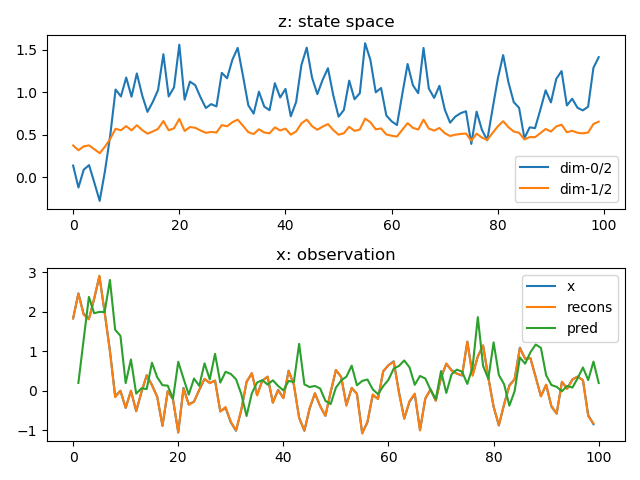 z: state space
1.5
1.0
0.5
0.0
dim-0/2
dim-1/2
0 20 40 60 80 100
x: observation
3
2
1
0
−1
x
recons
pred
0 20 40 60 80 100